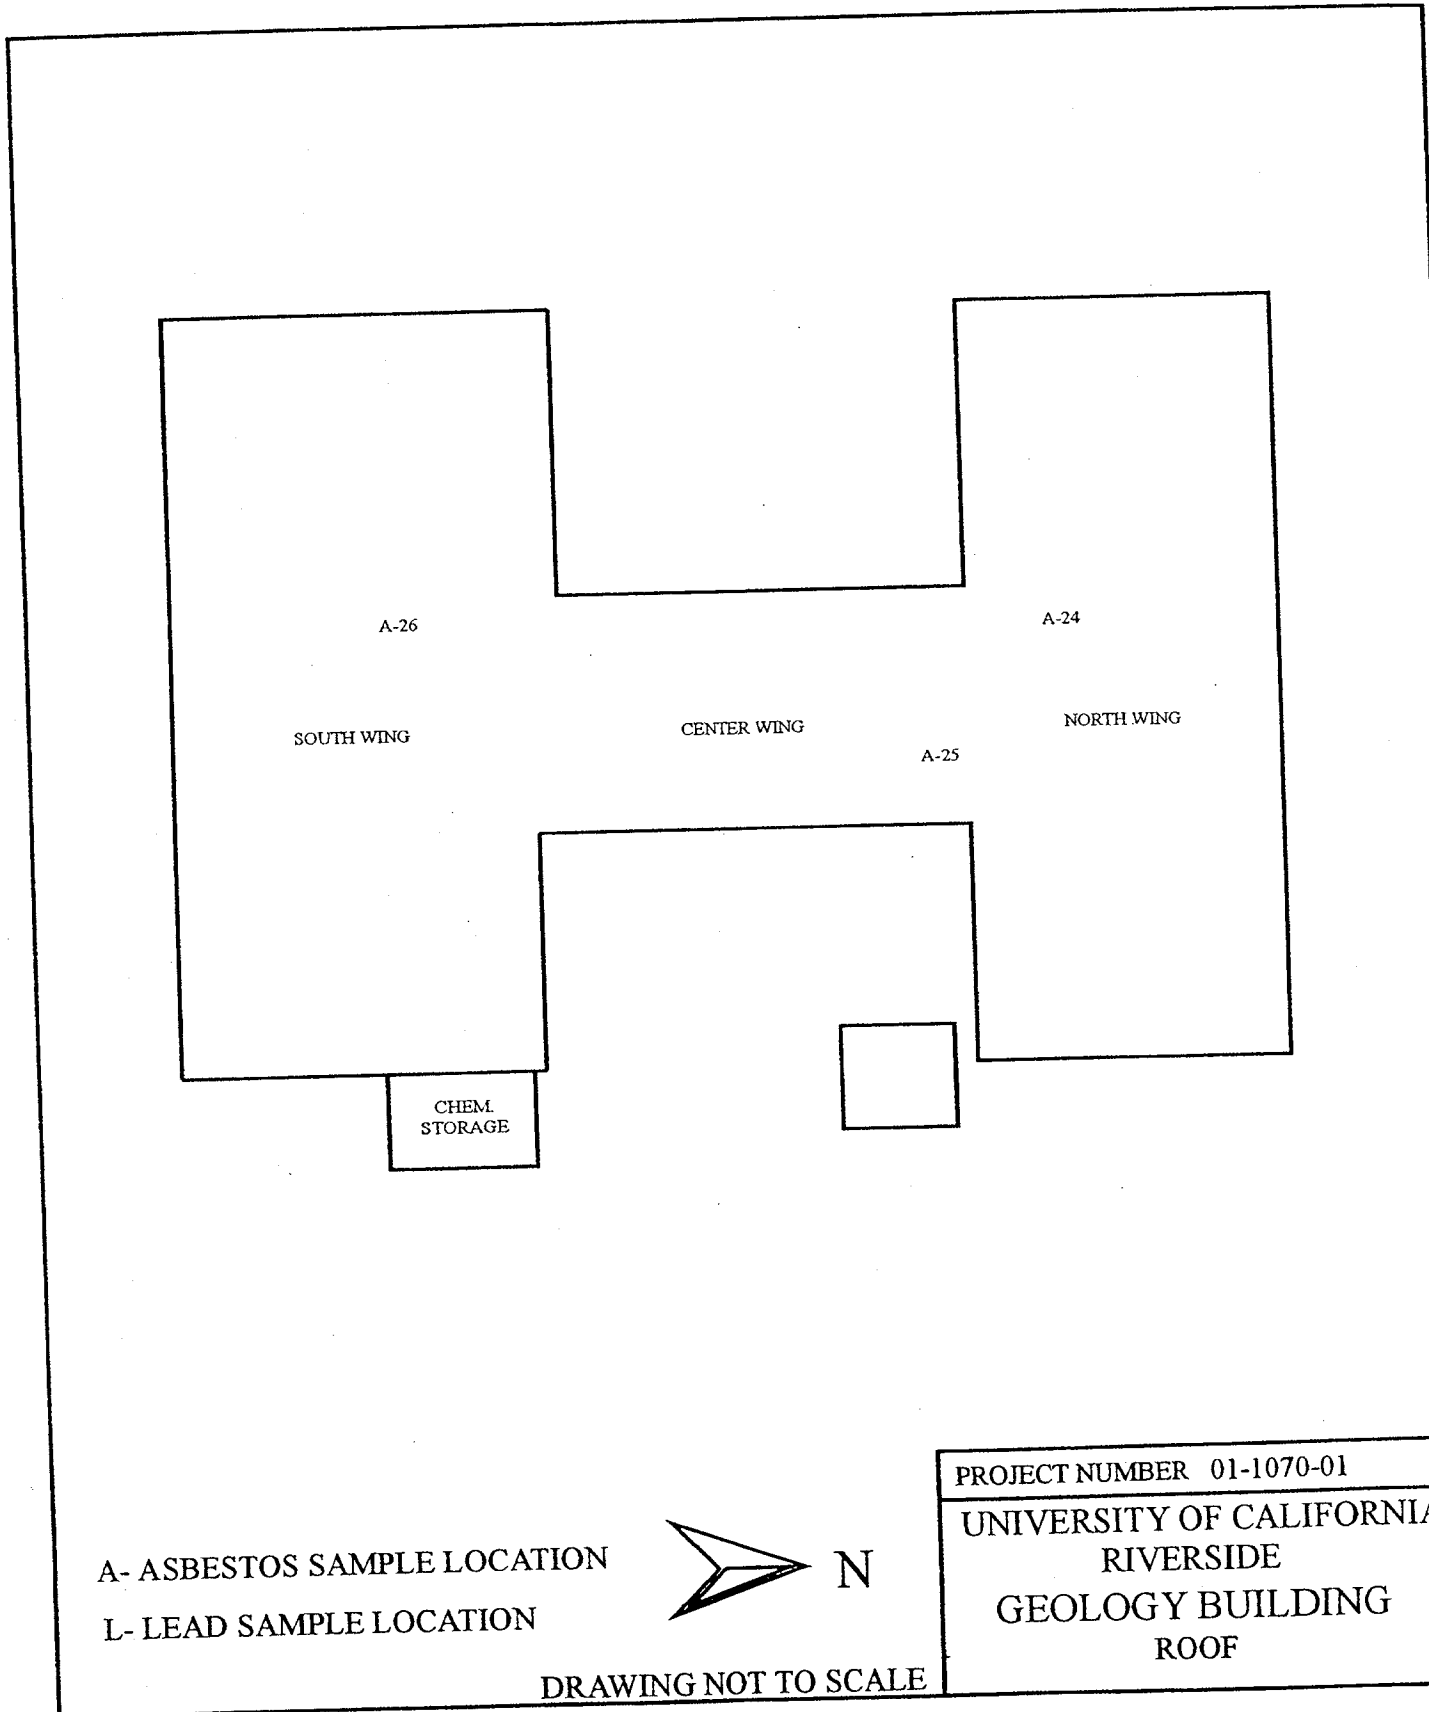 A-26
A-24
SOUTH WING
CENTER WING
NORTH WING
A-25
CHEM.
STORAGE
PROJECT NUMBER 01-1070-01
UNIVERSITY OF CALIFORNIA
RIVERSIDE
GEOLOGY BUILDING
ROOF
A- ASBESTOS SAMPLE LOCATION
N
L- LEAD SAMPLE LOCATION
DRAWING NOT TO SCALE